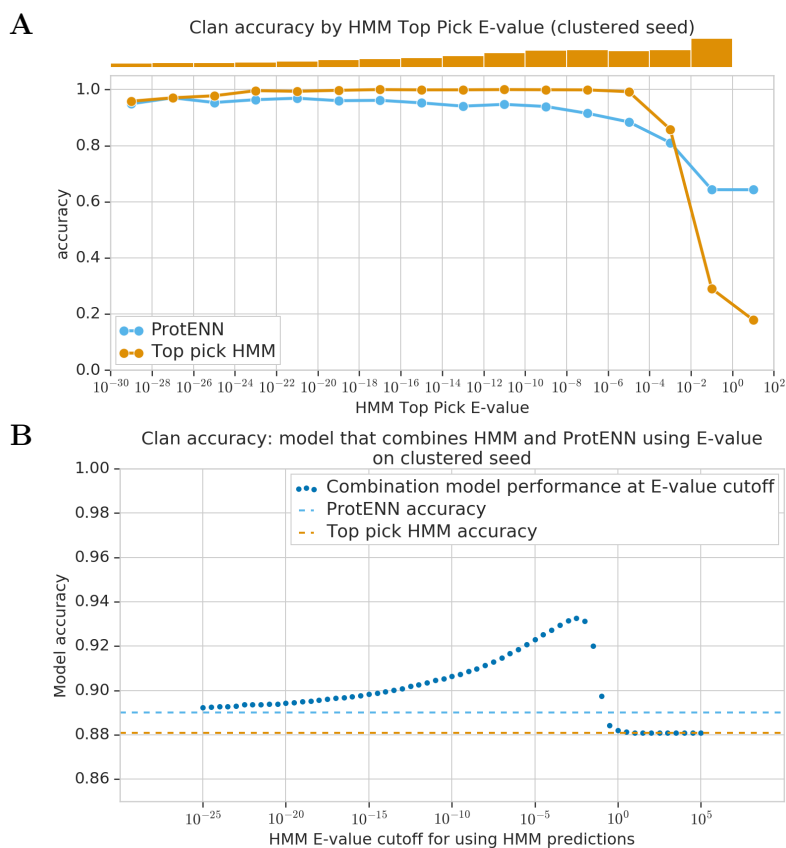 A
Clan accuracy by HMM Top Pick E-value (clustered seed)
1.0
0.8
0.6
0.4
0.2
0.0
accuracy
ProtENN
Top pick HMM
10^-30 10^-28 10^-26 10^-24 10^-22 10^-20 10^-18 10^-16 10^-14 10^-12 10^-10 10^-8 10^-6 10^-4 10^-2 10^0 10^2
HMM Top Pick E-value
B
Clan accuracy: model that combines HMM and ProtENN using E-value
on clustered seed
1.00
0.98
0.96
0.94
0.92
0.90
0.88
0.86
Model accuracy
Combination model performance at E-value cutoff
ProtENN accuracy
Top pick HMM accuracy
10^-25 10^-20 10^-15 10^-10 10^-5 10^0 10^5
HMM E-value cutoff for using HMM predictions